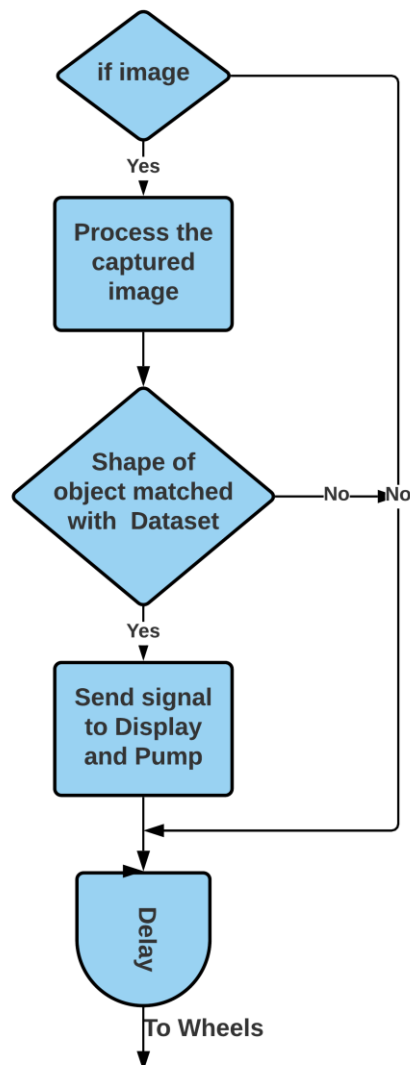 if image
Yes
Process the
captured
image
Shape of
object matched
with Dataset
No
No
Yes
Send signal
to Display
and Pump
Delay
To Wheels